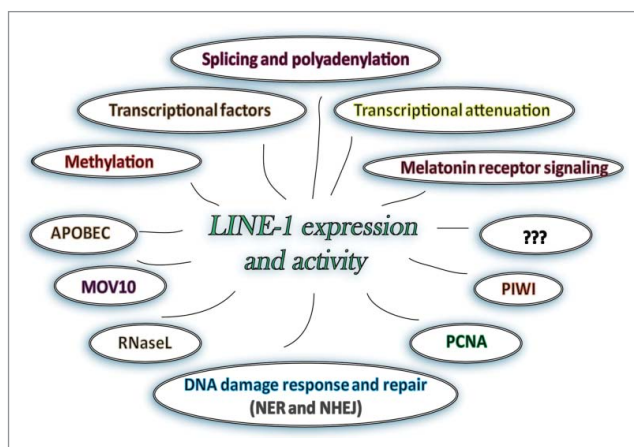 Splicing and polyadenylation
Transcriptional factors
Transcriptional attenuation
Methylation
Melatonin receptor signaling
LINE-1 expression
and activity
APOBEC
???
MOV10
PIWI
RNaseL
PCNA
DNA damage response and repair
(NER and NHEJ)